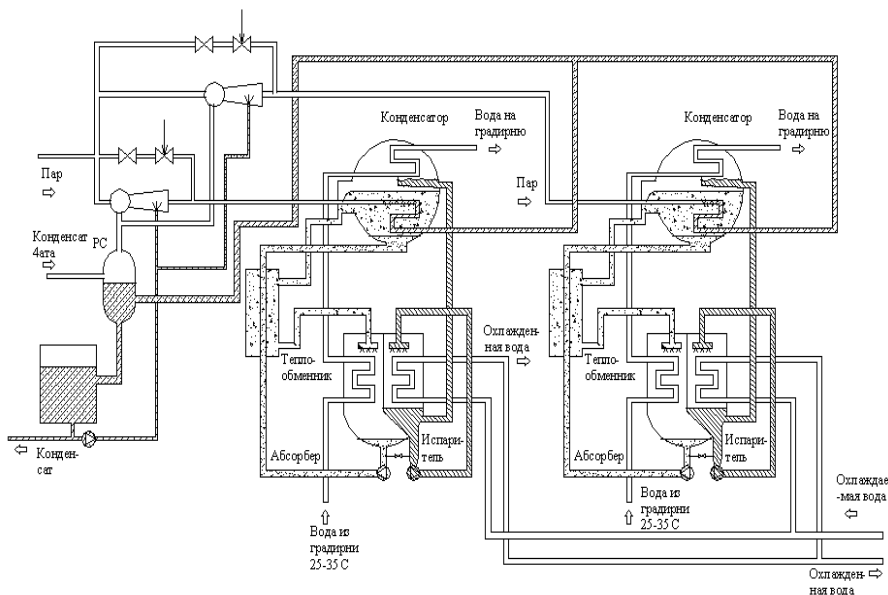 Конденсатор
Вода на
градирню
Конденсатор
Вода на
градирню
Пар
Пар
Конденсат
4ата
РС
Охлажден-
ная вода
Тепло-
обменник
Тепло-
обменник
Конден-
сат
Абсорбер
Испари-
тель
Абсорбер
Испари-
тель
Охлаждае
-мая вода
Вода из
градирни
25-35 С
Вода из
градирни
25-35 С
Охлажден-
ная вода